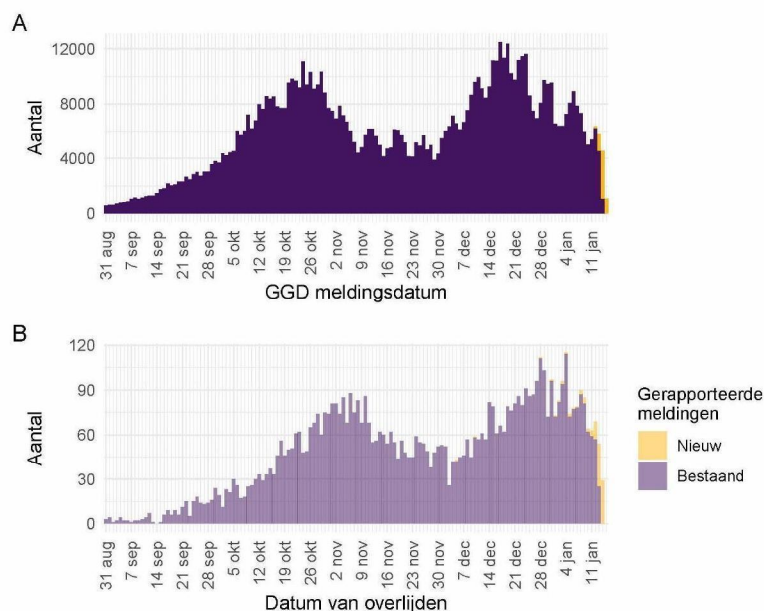 A
12000
8000
4000
0
Aantal
31 aug
7 sep
14 sep
21 sep
28 sep
5 okt
12 okt
19 okt
26 okt
2 nov
9 nov
16 nov
23 nov
30 nov
7 dec
14 dec
21 dec
28 dec
4 jan
11 jan
GGD meldingsdatum
B
120
90
60
30
0
Aantal
31 aug
7 sep
14 sep
21 sep
28 sep
5 okt
12 okt
19 okt
26 okt
2 nov
9 nov
16 nov
23 nov
30 nov
7 dec
14 dec
21 dec
28 dec
4 jan
11 jan
Datum van overlijden
Gerapporteerde
meldingen
Nieuw
Bestaand